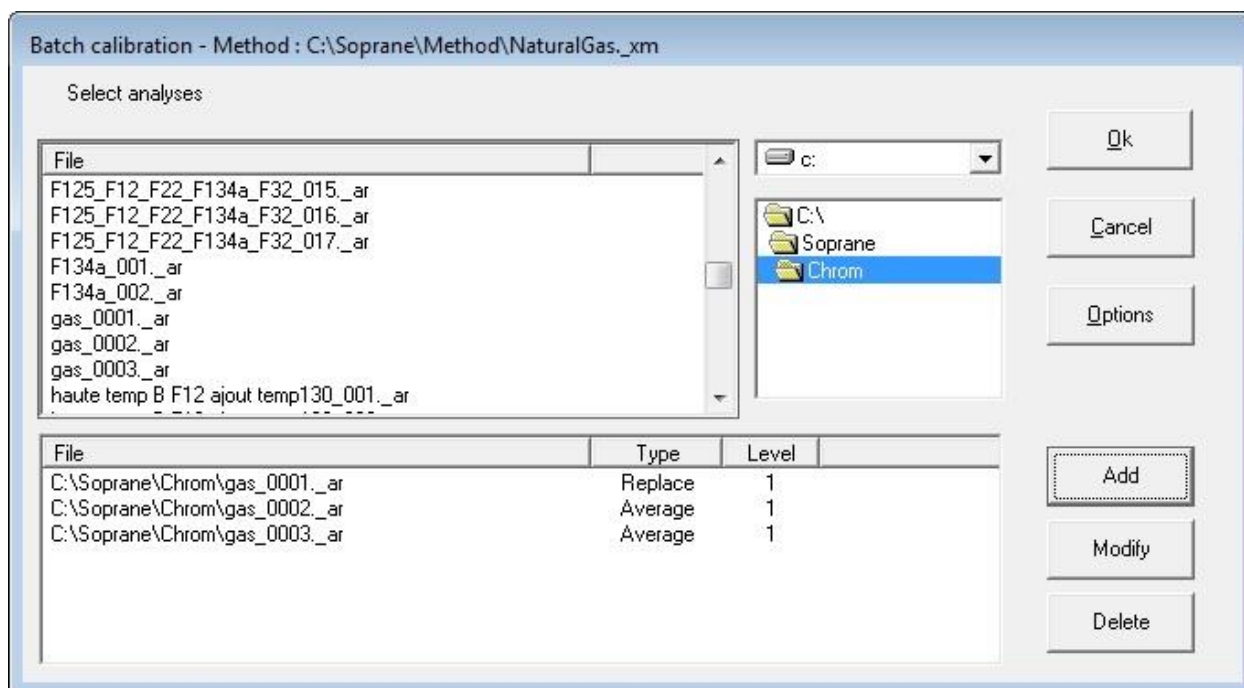 Batch calibration - Method : C:\Soprane\Method\NaturalGas._xm
Select analyses
File
F125_F12_F22_F134a_F32_015._ar
F125_F12_F22_F134a_F32_016._ar
F125_F12_F22_F134a_F32_017._ar
F134a_001._ar
F134a_002._ar
gas_0001._ar
gas_0002._ar
gas_0003._ar
haute temp B F12 ajout temp130_001._ar
c:
C:\
Soprane
Chrom
Ok
Cancel
Options
File Type Level
C:\Soprane\Chrom\gas_0001._ar Replace 1
C:\Soprane\Chrom\gas_0002._ar Average 1
C:\Soprane\Chrom\gas_0003._ar Average 1
Add
Modify
Delete